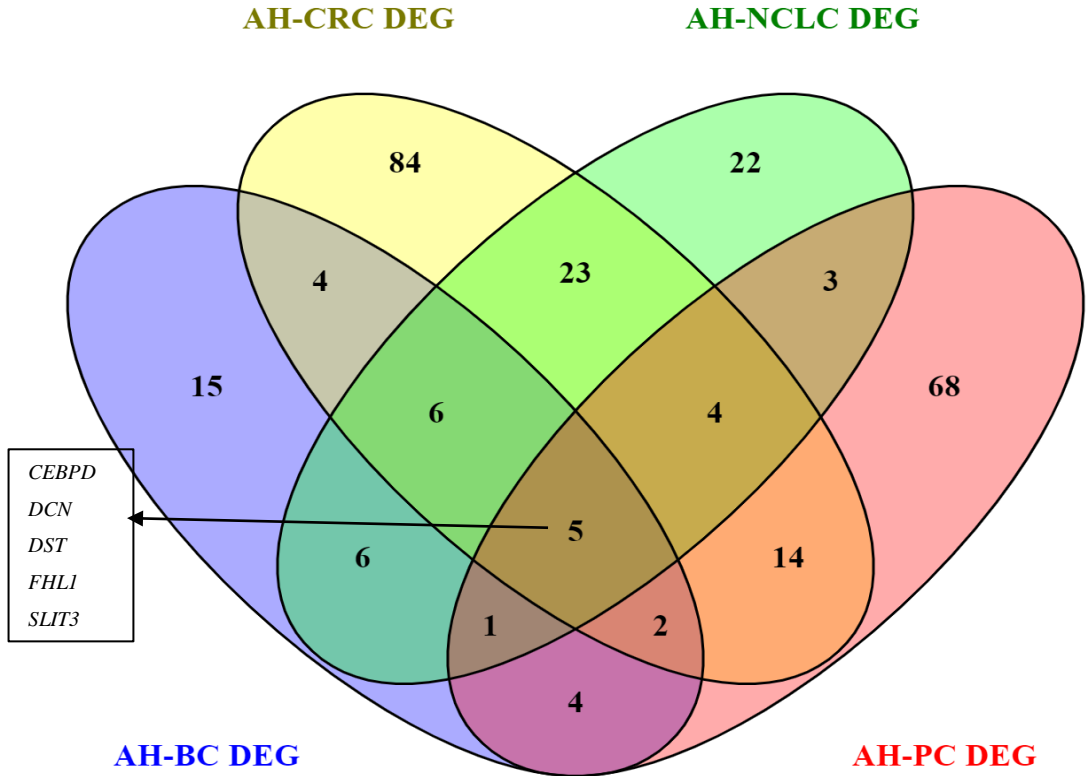 AH-CRC DEG
AH-NCLC DEG
84
22
4
23
3
15
6
4
68
CEBPD
DCN
DST
FHL1
SLIT3
6
5
14
1
2
4
AH-BC DEG
AH-PC DEG